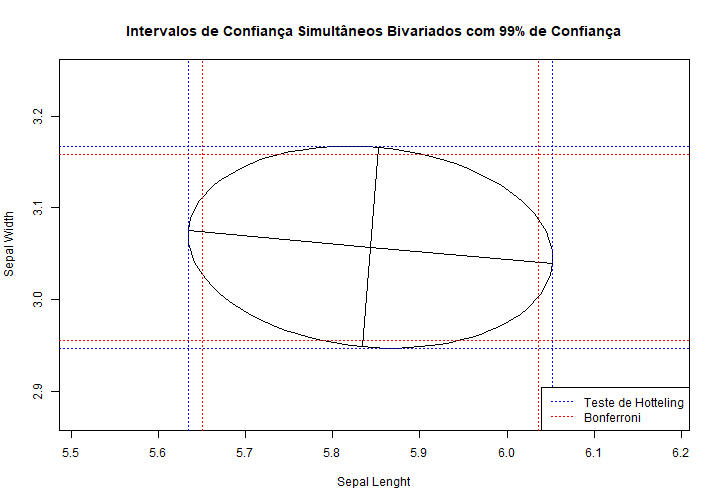 Intervalos de Confiança Simultâneos Bivariados com 99% de Confiança
Sepal Width
3.2
3.1
3.0
2.9
5.5 5.6 5.7 5.8 5.9 6.0 6.1 6.2
Sepal Lenght
Teste de Hotteling
Bonferroni